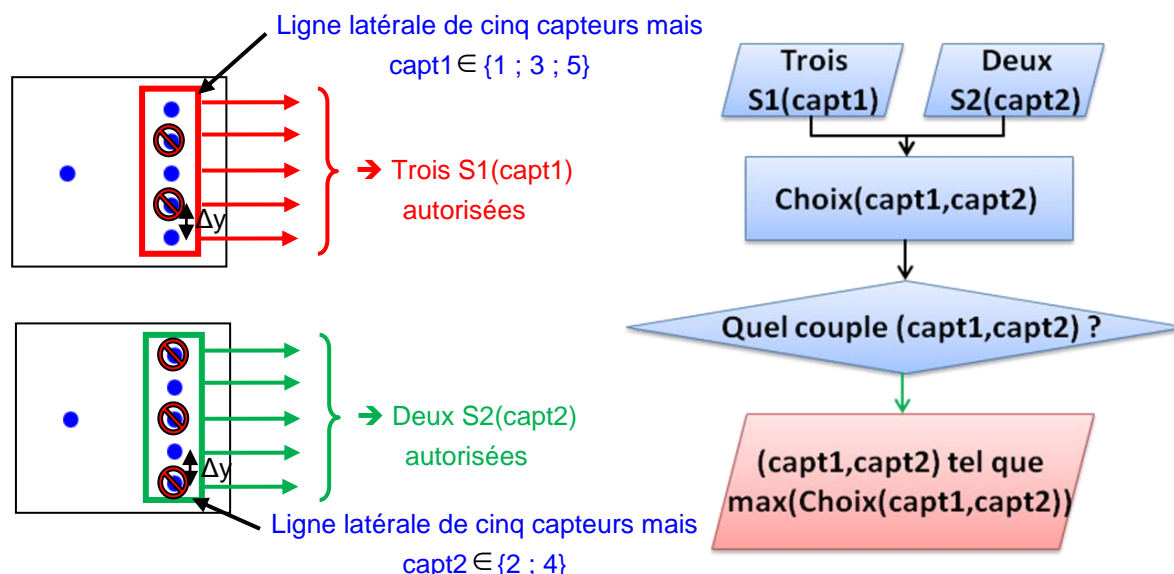 Ligne latérale de cinq capteurs mais
capt1 ∈ {1 ; 3 ; 5}
Δy
➔ Trois S1(capt1)
autorisées
Δy
➔ Deux S2(capt2)
autorisées
Ligne latérale de cinq capteurs mais
capt2 ∈ {2 ; 4}
Trois
S1(capt1)
Deux
S2(capt2)
Choix(capt1,capt2)
Quel couple (capt1,capt2) ?
(capt1,capt2) tel que
max(Choix(capt1,capt2))